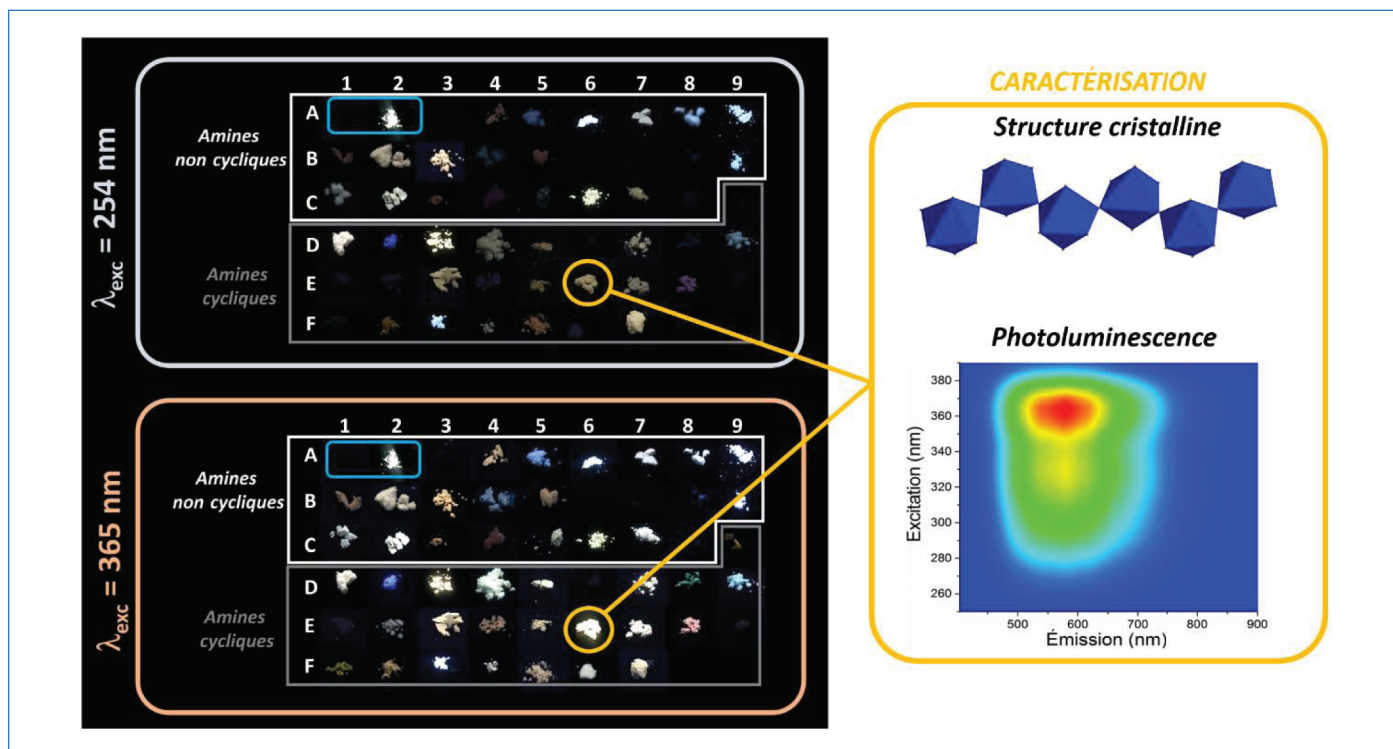 λexc = 254 nm
1 2 3 4 5 6 7 8 9
A
B
C
D
E
F
Amines
non cycliques
Amines
cycliques
λexc = 365 nm
1 2 3 4 5 6 7 8 9
A
B
C
D
E
F
Amines
non cycliques
Amines
cycliques
CARACTÉRISATION
Structure cristalline
Photoluminescence
Excitation (nm)
380
360
340
320
300
280
260
500 600 700 800 900
Émission (nm)